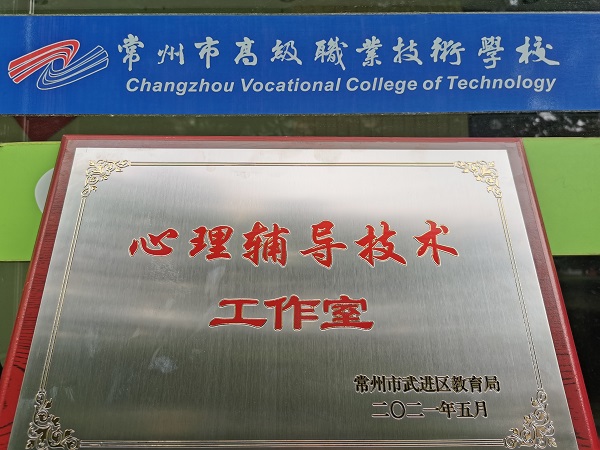 常州市高級職業技術學校
Changzhou Vocational College of Technology
心理辅导技术
工作室
常州市武进区教育局
二〇二一年五月